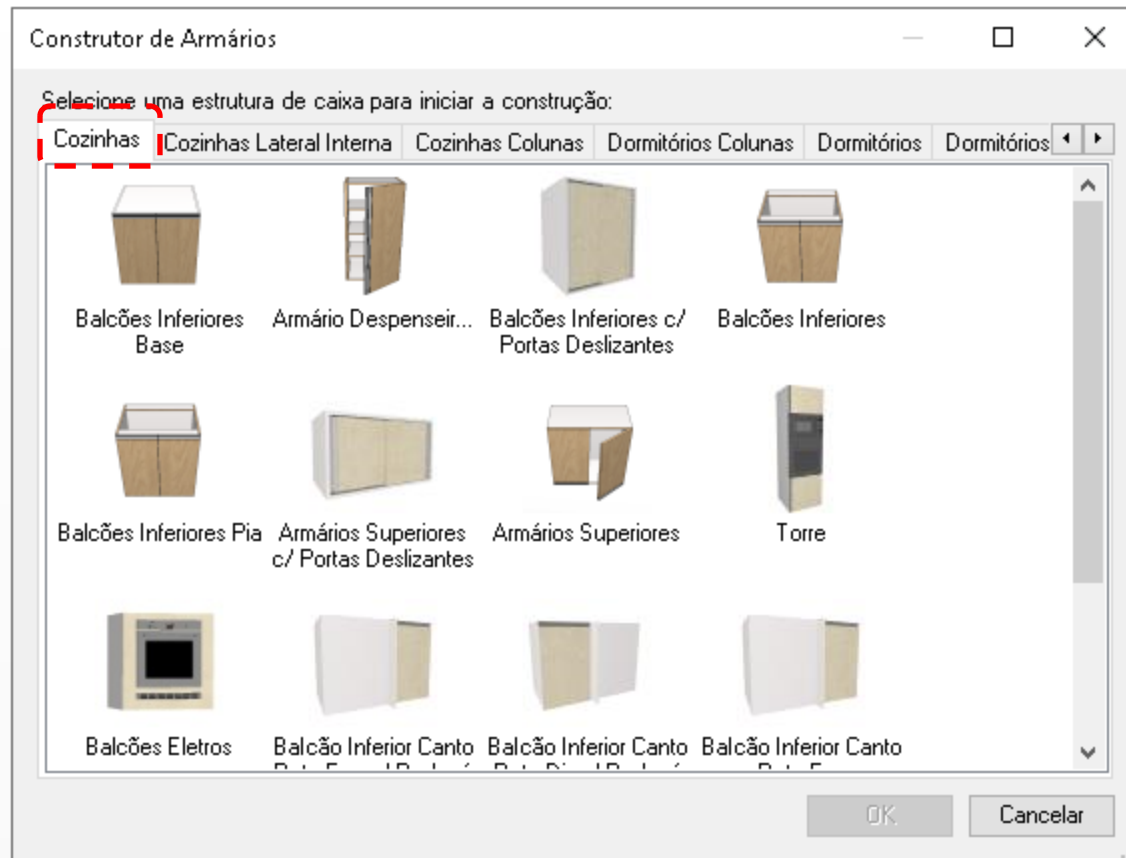 Construtor de Armários
Selecione uma estrutura de caixa para iniciar a construção:
Cozinhas Cozinhas Lateral Interna Cozinhas Colunas Dormitórios Colunas Dormitórios Dormitórios
Balcões Inferiores Armário Despenseir... Balcões Inferiores c/ Balcões Inferiores
Base Portas Deslizantes
Balcões Inferiores Pia Armários Superiores Armários Superiores Torre
c/ Portas Deslizantes
Balcões Eletros Balcão Inferior Canto Balcão Inferior Canto Balcão Inferior Canto
OK Cancelar